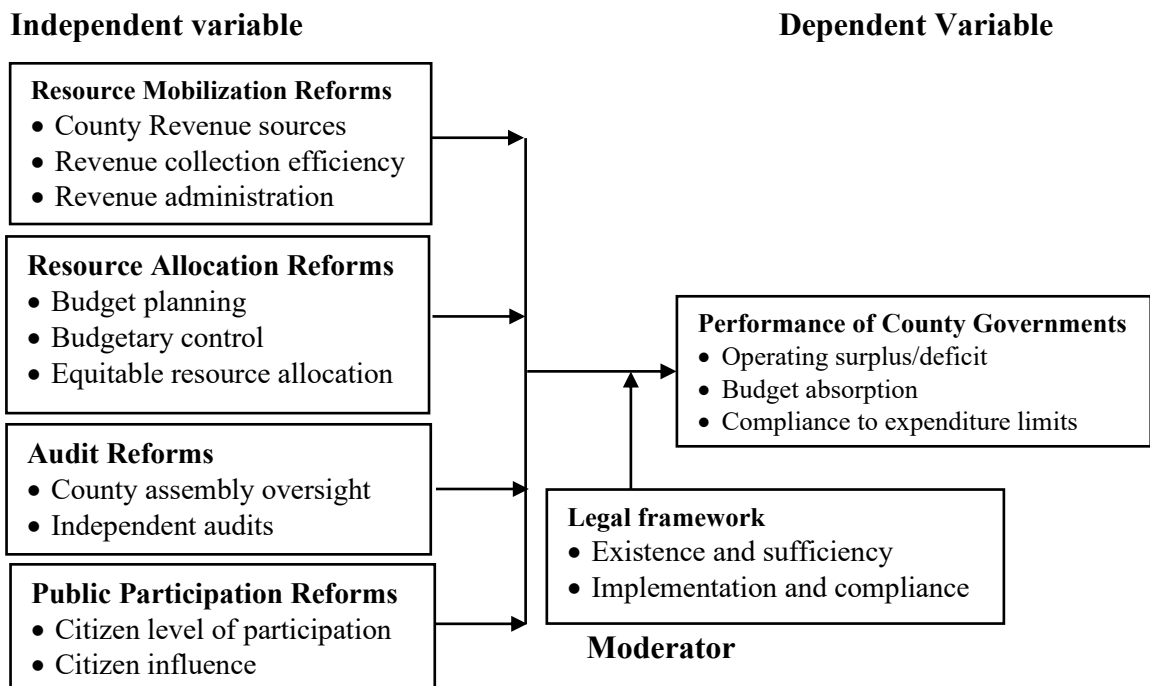 Independent variable
Dependent Variable
Resource Mobilization Reforms
• County Revenue sources
• Revenue collection efficiency
• Revenue administration
Resource Allocation Reforms
• Budget planning
• Budgetary control
• Equitable resource allocation
Audit Reforms
• County assembly oversight
• Independent audits
Public Participation Reforms
• Citizen level of participation
• Citizen influence
Performance of County Governments
• Operating surplus/deficit
• Budget absorption
• Compliance to expenditure limits
Legal framework
• Existence and sufficiency
• Implementation and compliance
Moderator